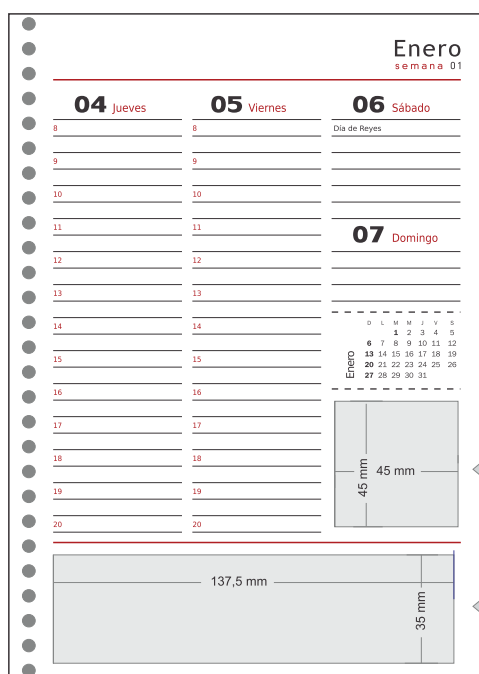 Enero
semana 01
04 Jueves
8
9
10
11
12
13
14
15
16
17
18
19
20
05 Viernes
8
9
10
11
12
13
14
15
16
17
18
19
20
06 Sábado
Día de Reyes
07 Domingo
Enero
D L M M J V S
1 2 3 4 5
6 7 8 9 10 11 12
13 14 15 16 17 18 19
20 21 22 23 24 25 26
27 28 29 30 31
45 mm
45 mm
137,5 mm
35 mm